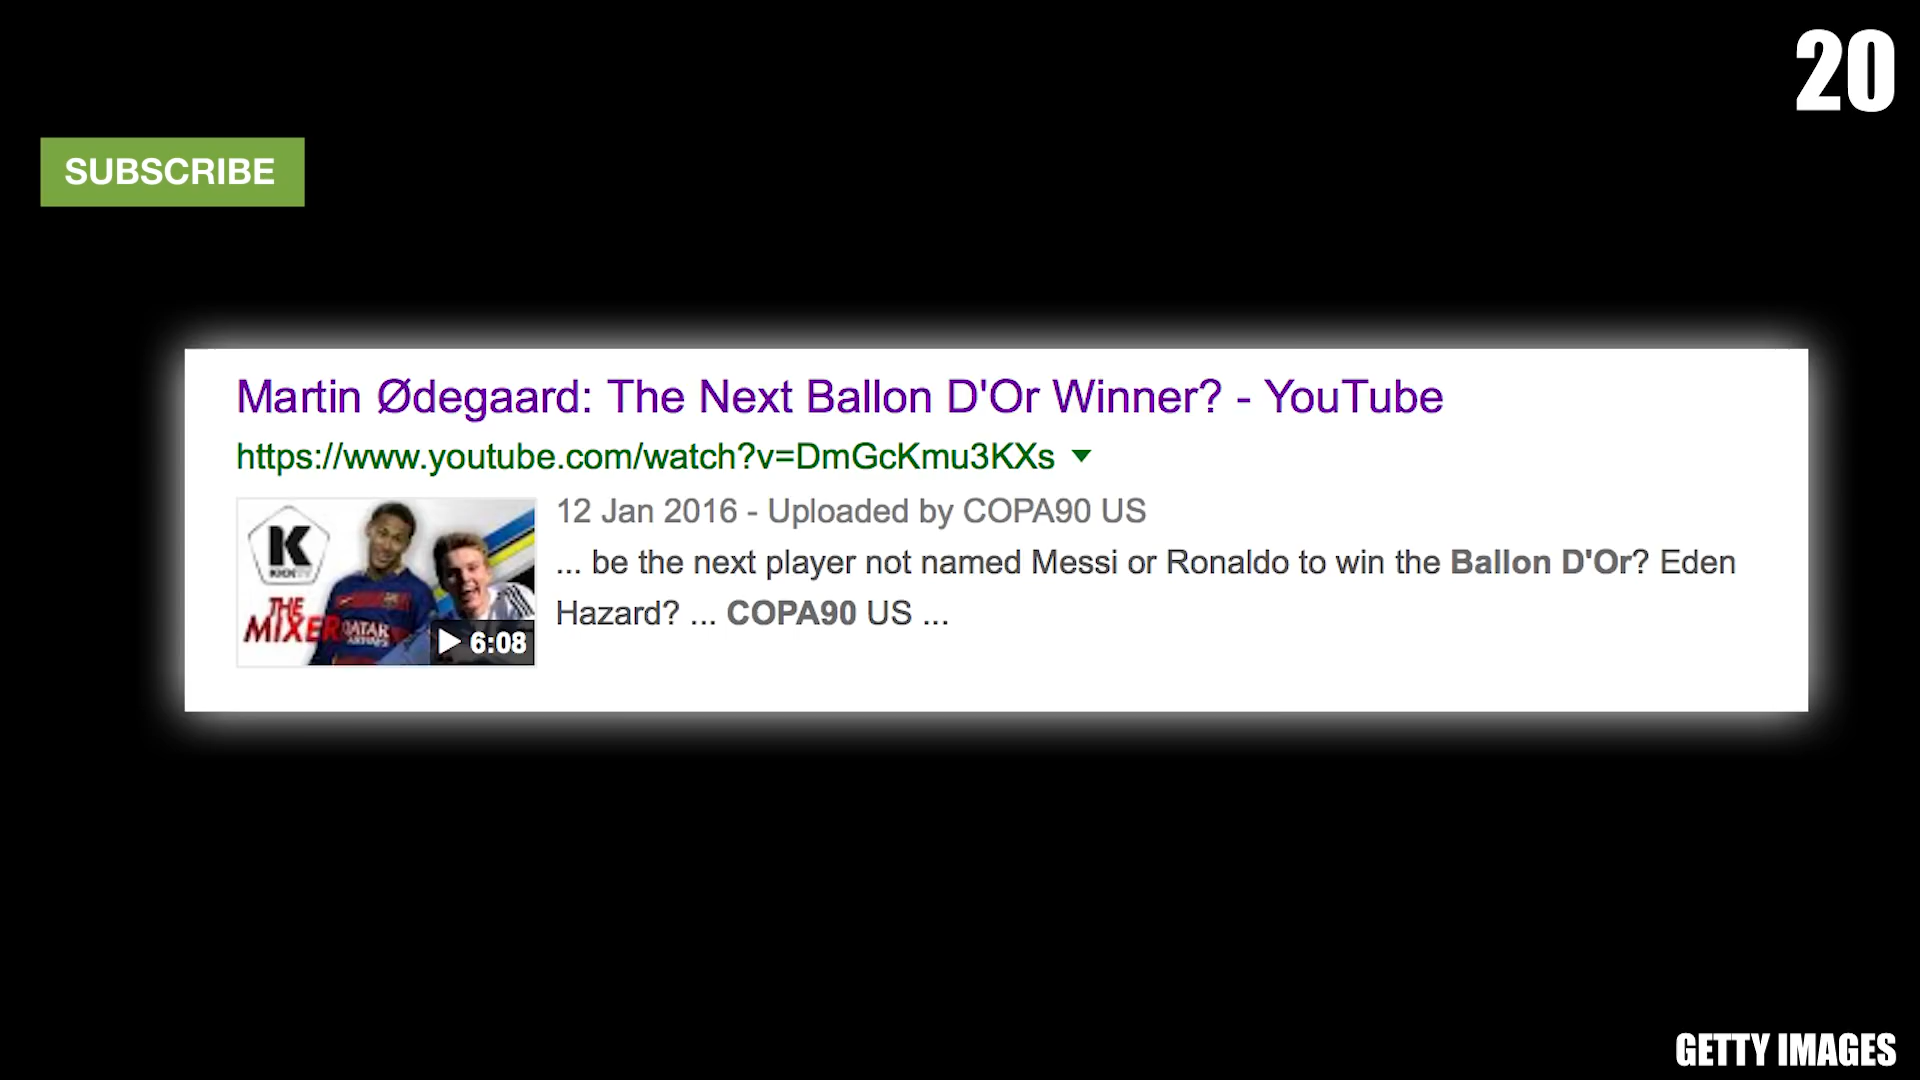 20
SUBSCRIBE
Martin Ødegaard: The Next Ballon D'Or Winner? - YouTube
https://www.youtube.com/watch?v=DmGcKmu3KXs
12 Jan 2016 - Uploaded by COPA90 US
... be the next player not named Messi or Ronaldo to win the Ballon D'Or? Eden
Hazard? ... COPA90 US ...
K
THE
MIXER
QATAR
AIRWAYS
6:08
GETTY IMAGES